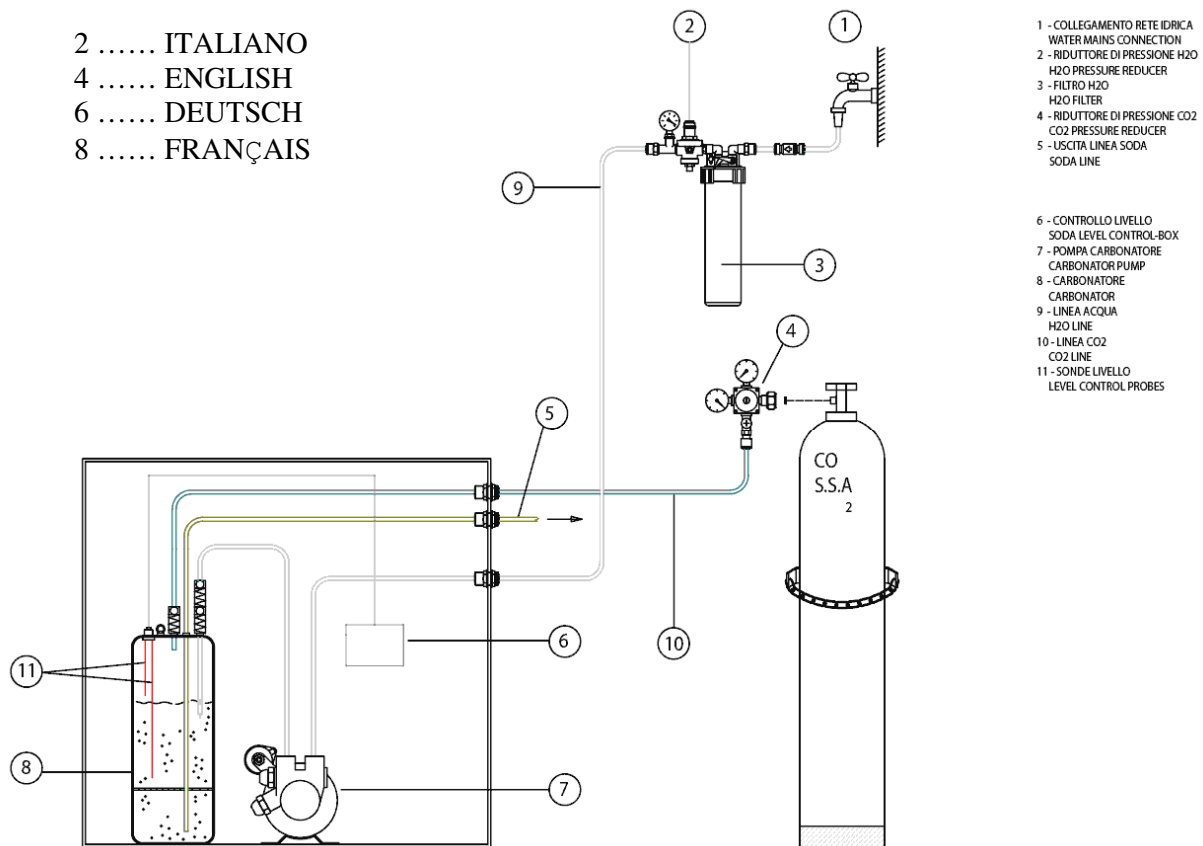 2 ...... ITALIANO
4 ...... ENGLISH
6 ...... DEUTSCH
8 ...... FRANÇAIS
2
1
9
3
4
5
6
10
11
8
7
CO
S.S.A
2
1 - COLLEGAMENTO RETE IDRICA
WATER MAINS CONNECTION
2 - RIDUTTORE DI PRESSIONE H2O
H2O PRESSURE REDUCER
3 - FILTRO H2O
H2O FILTER
4 - RIDUTTORE DI PRESSIONE CO2
CO2 PRESSURE REDUCER
5 - USCITA LINEA SODA
SODA LINE
6 - CONTROLLO LIVELLO
SODA LEVEL CONTROL-BOX
7 - POMPA CARBONATORE
CARBONATOR PUMP
8 - CARBONATORE
CARBONATOR
9 - LINEA ACQUA
H2O LINE
10 - LINEA CO2
CO2 LINE
11 - SONDE LIVELLO
LEVEL CONTROL PROBES